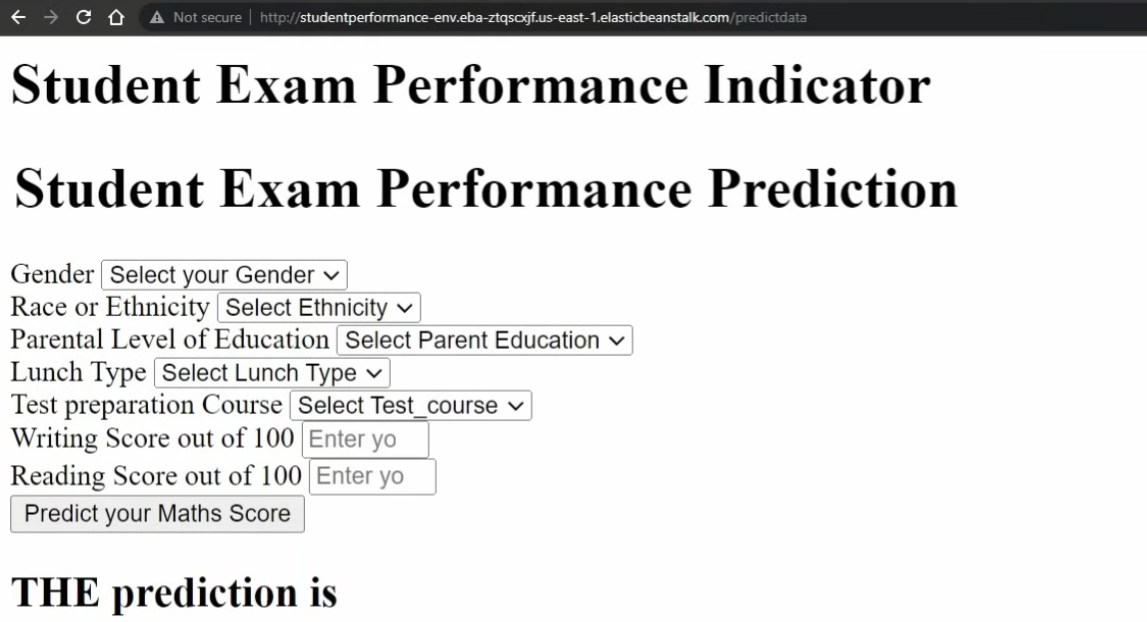 Not secure | http://studentperformance-env.eba-ztqscxjf.us-east-1.elasticbeanstalk.com/predictdata
Student Exam Performance Indicator
Student Exam Performance Prediction
Gender Select your Gender
Race or Ethnicity Select Ethnicity
Parental Level of Education Select Parent Education
Lunch Type Select Lunch Type
Test preparation Course Select Test_course
Writing Score out of 100 Enter yo
Reading Score out of 100 Enter yo
Predict your Maths Score
THE prediction is